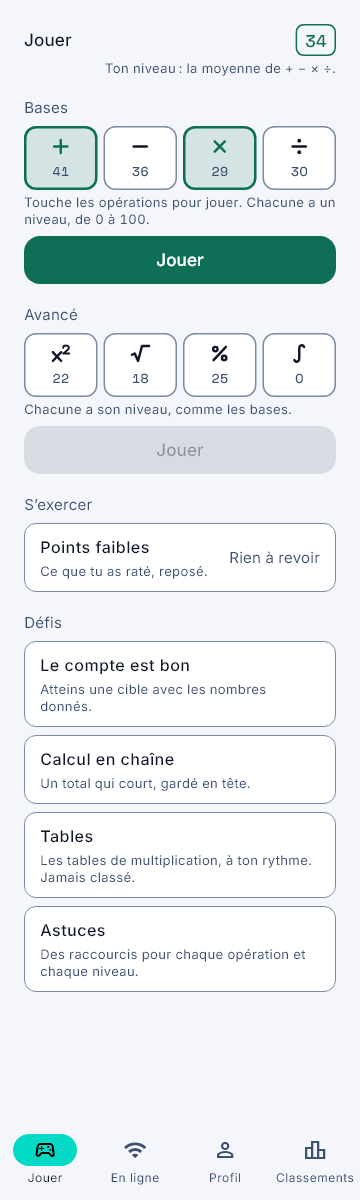 Jouer
34
Ton niveau : la moyenne de + − × ÷.
Bases
+ − × ÷
41 36 29 30
Touche les opérations pour jouer. Chacune a un
niveau, de 0 à 100.
Jouer
Avancé
x² √ % ∫
22 18 25 0
Chacune a son niveau, comme les bases.
Jouer
S’exercer
Points faibles
Ce que tu as raté, reposé.
Rien à revoir
Défis
Le compte est bon
Atteins une cible avec les nombres
donnés.
Calcul en chaîne
Un total qui court, gardé en tête.
Tables
Les tables de multiplication, à ton rythme.
Jamais classé.
Astuces
Des raccourcis pour chaque opération et
chaque niveau.
Jouer En ligne Profil Classements